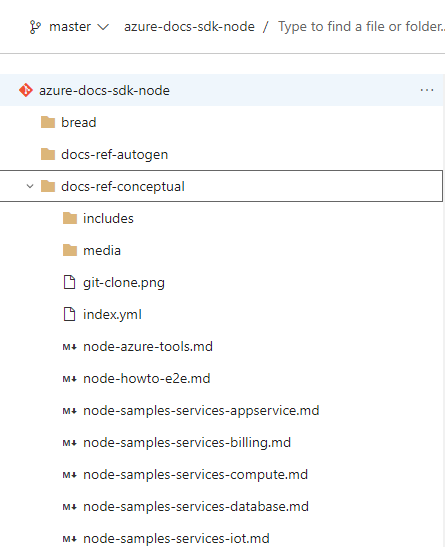 master azure-docs-sdk-node / Type to find a file or folder...
azure-docs-sdk-node ...
bread
docs-ref-autogen
docs-ref-conceptual
includes
media
git-clone.png
index.yml
M↓ node-azure-tools.md
M↓ node-howto-e2e.md
M↓ node-samples-services-appservice.md
M↓ node-samples-services-billing.md
M↓ node-samples-services-compute.md
M↓ node-samples-services-database.md
M↓ node-samples-services-iot.md